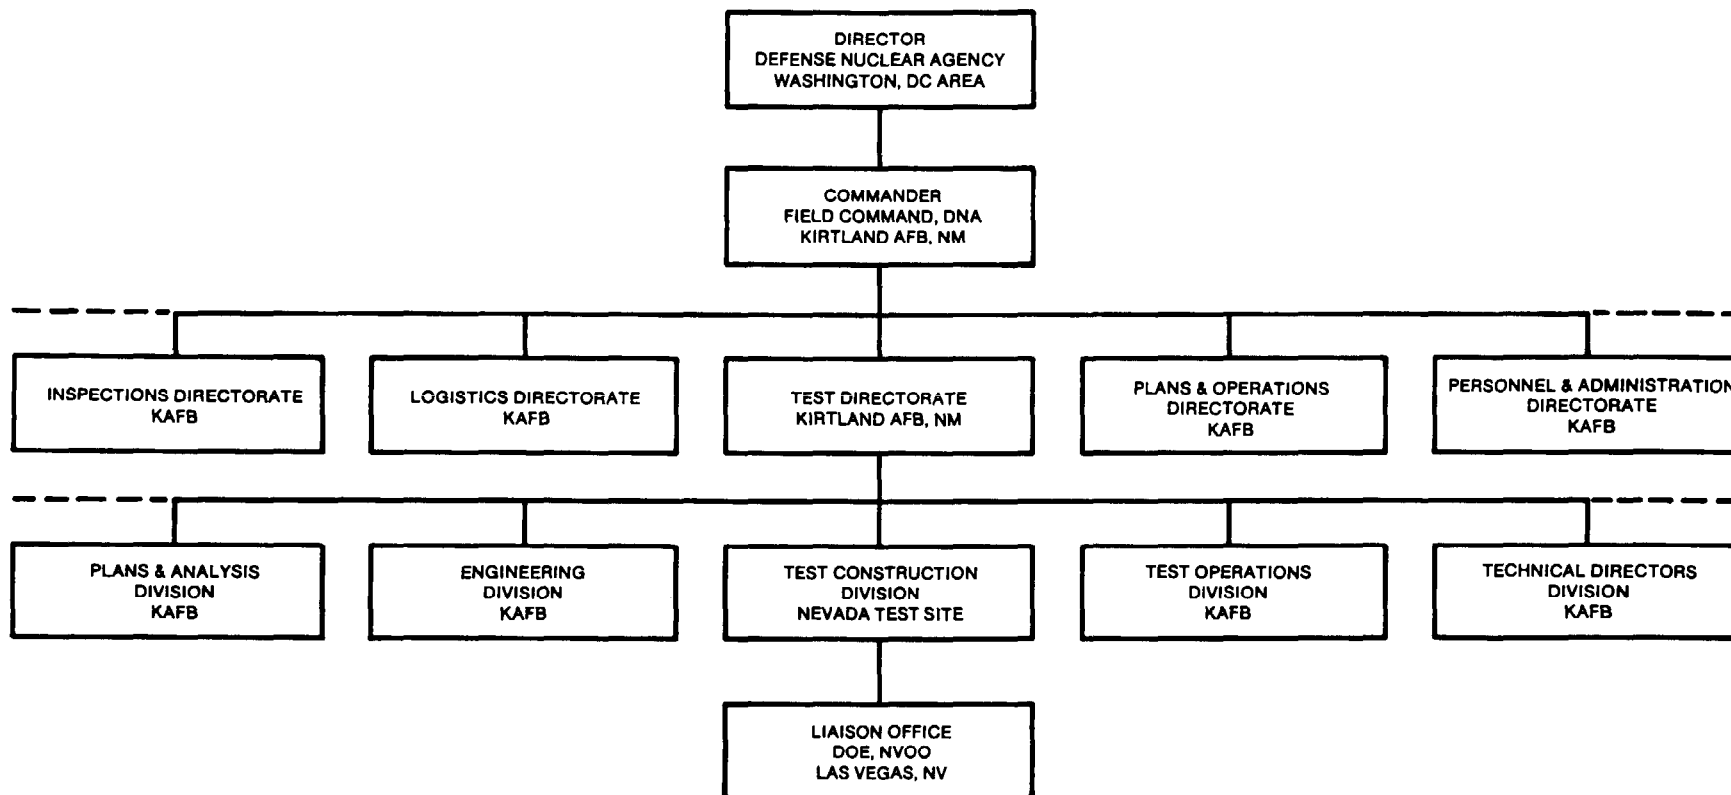 DIRECTOR
DEFENSE NUCLEAR AGENCY
WASHINGTON, DC AREA
COMMANDER
FIELD COMMAND, DNA
KIRTLAND AFB, NM
INSPECTIONS DIRECTORATE
KAFB
LOGISTICS DIRECTORATE
KAFB
TEST DIRECTORATE
KIRTLAND AFB, NM
PLANS & OPERATIONS
DIRECTORATE
KAFB
PERSONNEL & ADMINISTRATION
DIRECTORATE
KAFB
PLANS & ANALYSIS
DIVISION
KAFB
ENGINEERING
DIVISION
KAFB
TEST CONSTRUCTION
DIVISION
NEVADA TEST SITE
TEST OPERATIONS
DIVISION
KAFB
TECHNICAL DIRECTORS
DIVISION
KAFB
LIAISON OFFICE
DOE, NVOO
LAS VEGAS, NV